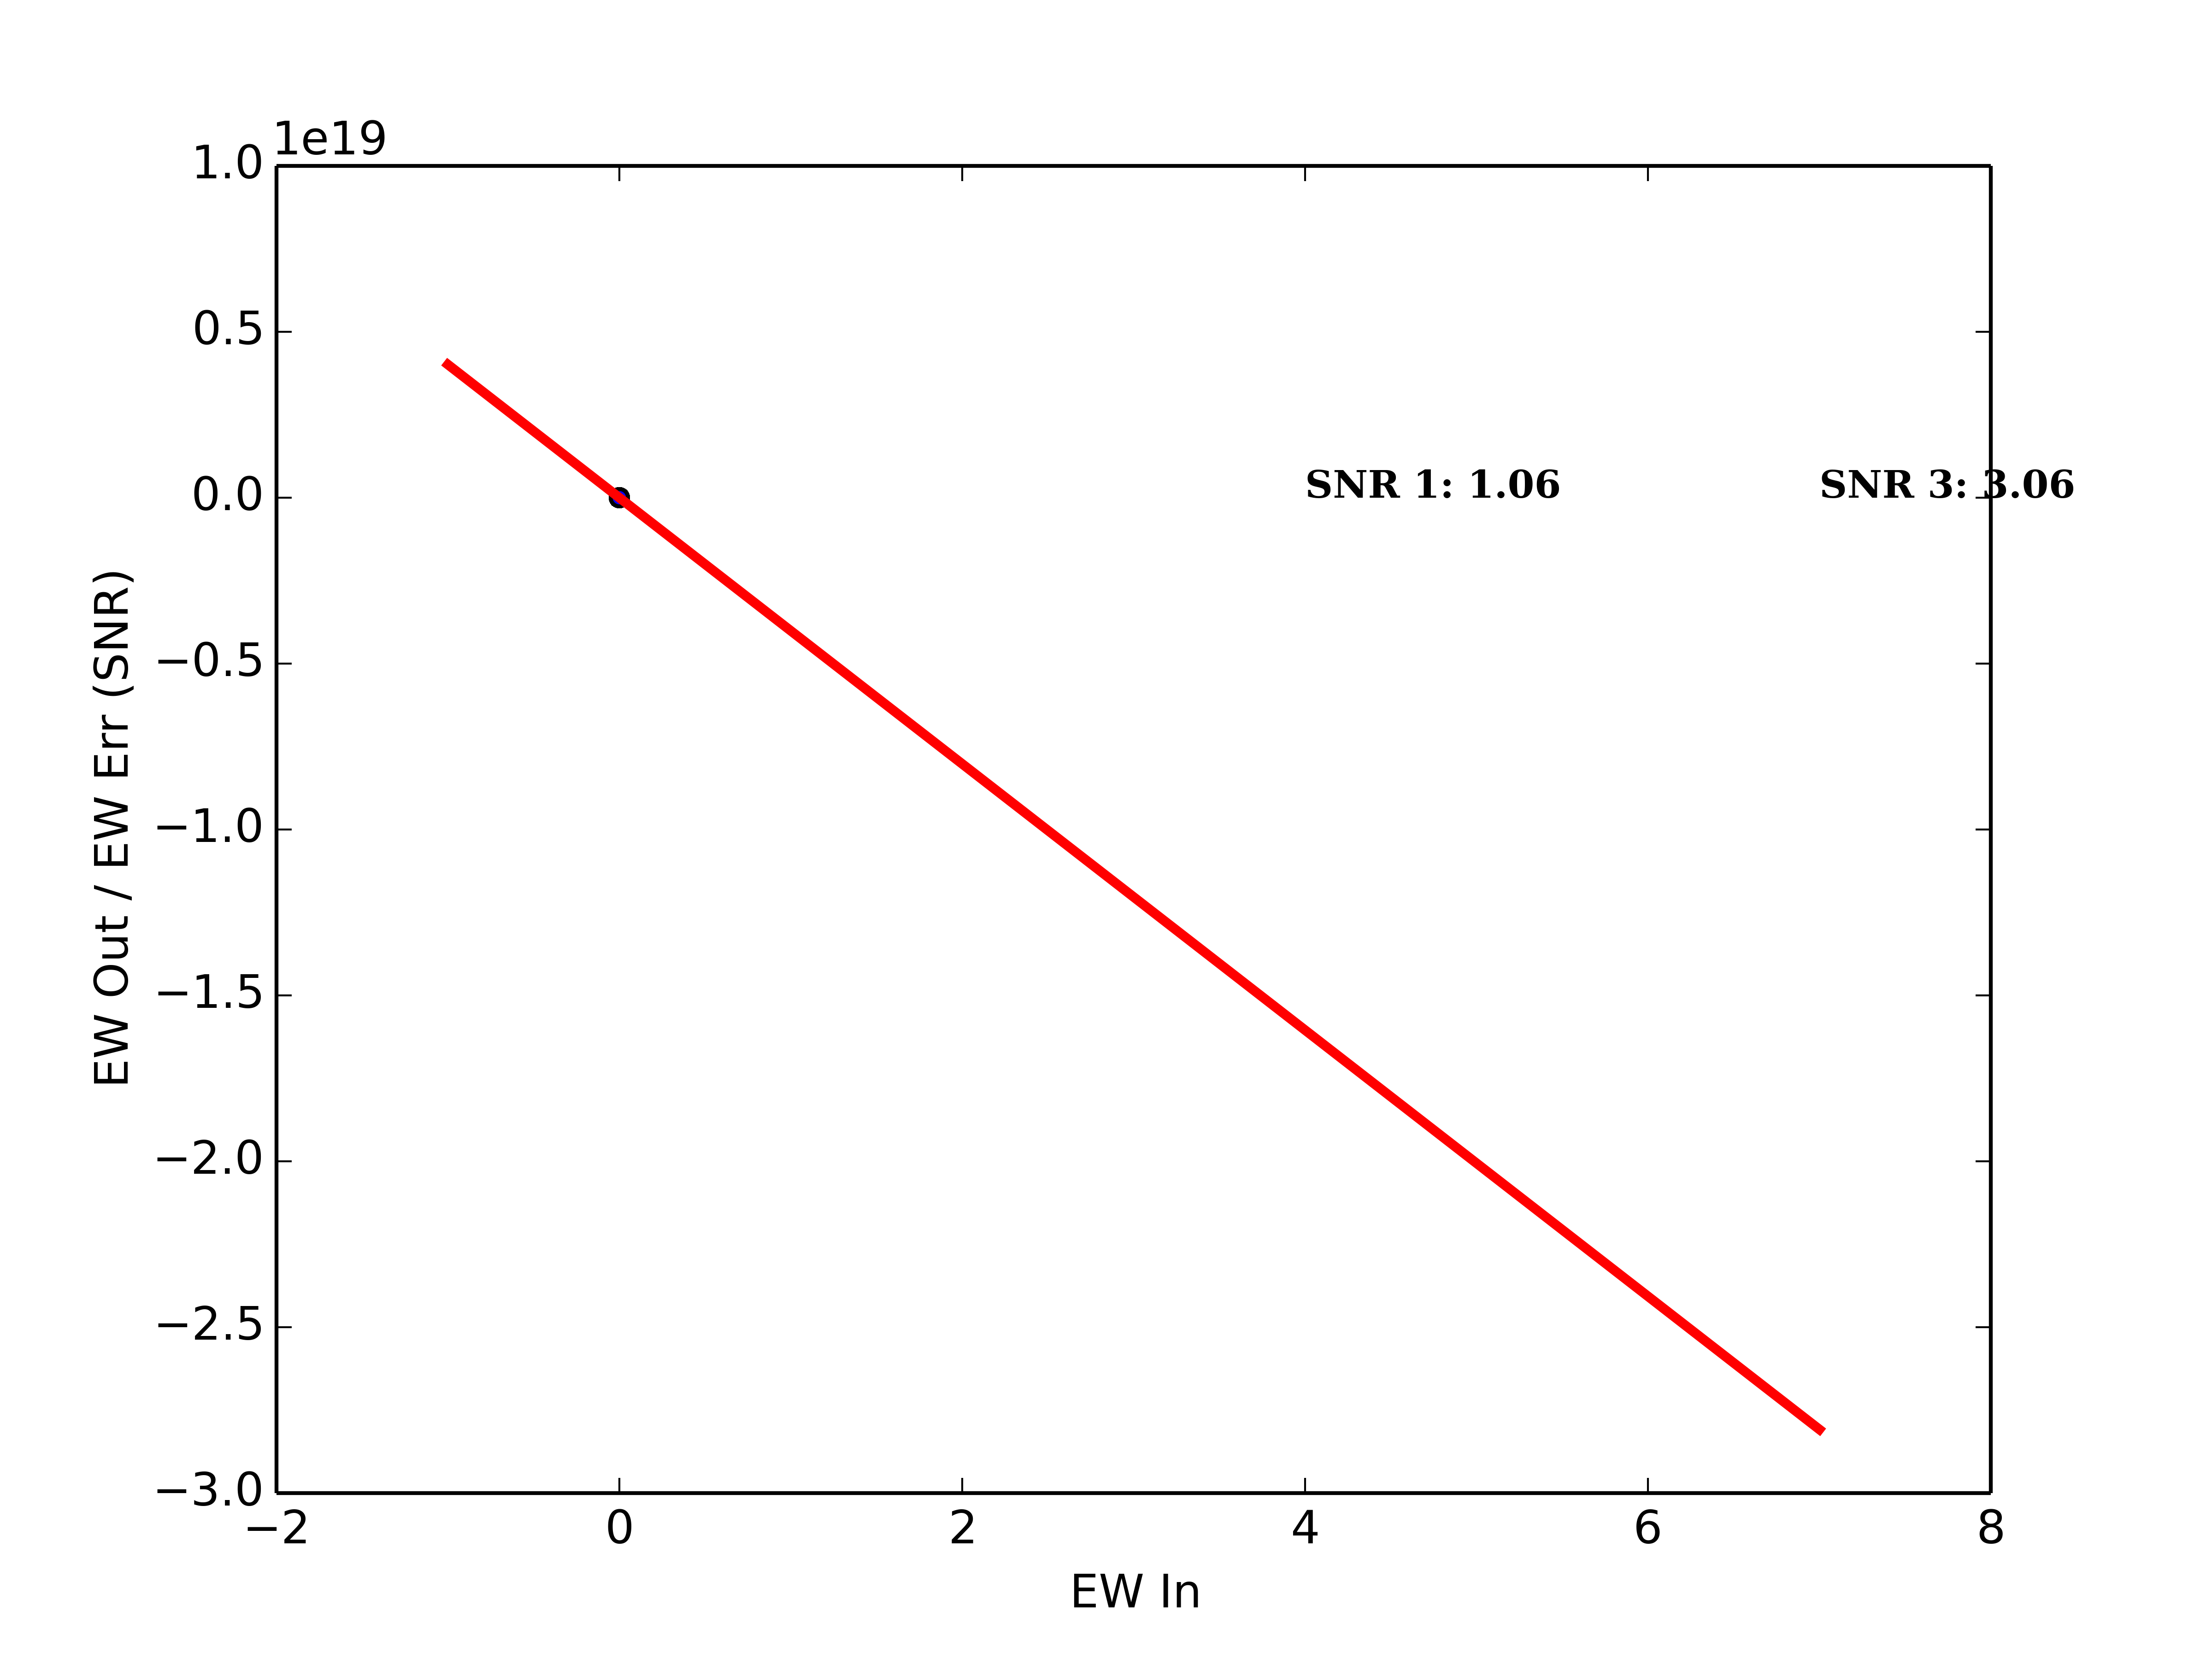 1e19
1.0
0.5
0.0
−0.5
−1.0
−1.5
−2.0
−2.5
−3.0
EW Out / EW Err (SNR)
SNR 1: 1.06
SNR 3: 3.06
−2 0 2 4 6 8
EW In